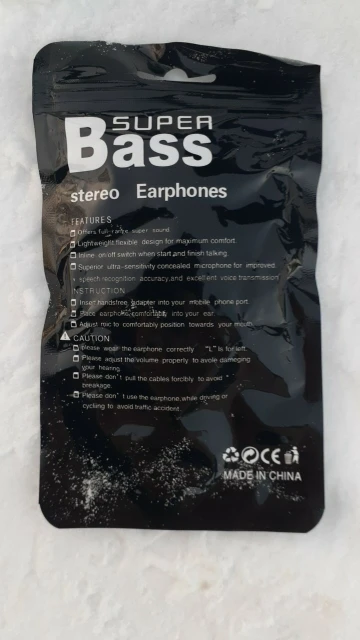 SUPER
Bass
stereo Earphones
FEATURES
Offers full-range super sound.
Lightweight flexible design for maximum comfort
Inline on/off switch when start and finish talking.
Superior ultra-sensitivity concealed microphone for improved
speech recognition accuracy, and excellent voice transmission
INSTRUCTION
Insert handsfree adapter into your mobile phone port.
Place earphone comfortably into your ear.
Adjust mic to comfortably position towards your mouth.
CAUTION
Please wear the earphone correctly "L" is for left.
Please adjust the volume properly to avoid damaging
your hearing.
Please don't pull the cables forcibly to avoid
breakage.
Please don't use the earphone while driving or
cycling to avoid traffic accident.
CE
MADE IN CHINA